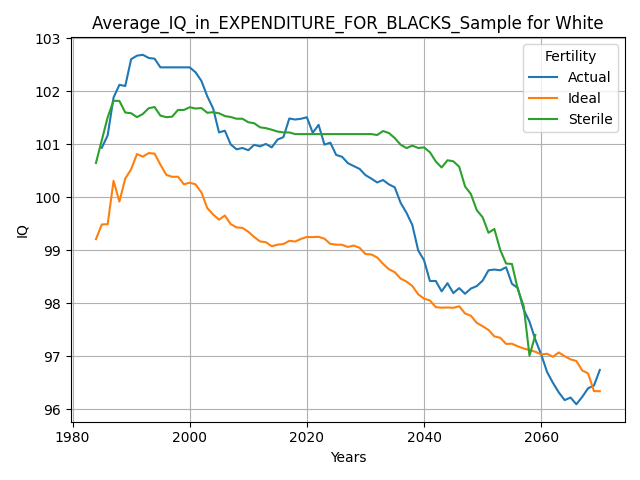 Average_IQ_in_EXPENDITURE_FOR_BLACKS_Sample for White
103
102
101
100
99
98
97
96
IQ
1980
2000
2020
2040
2060
Years
Fertility
Actual
Ideal
Sterile